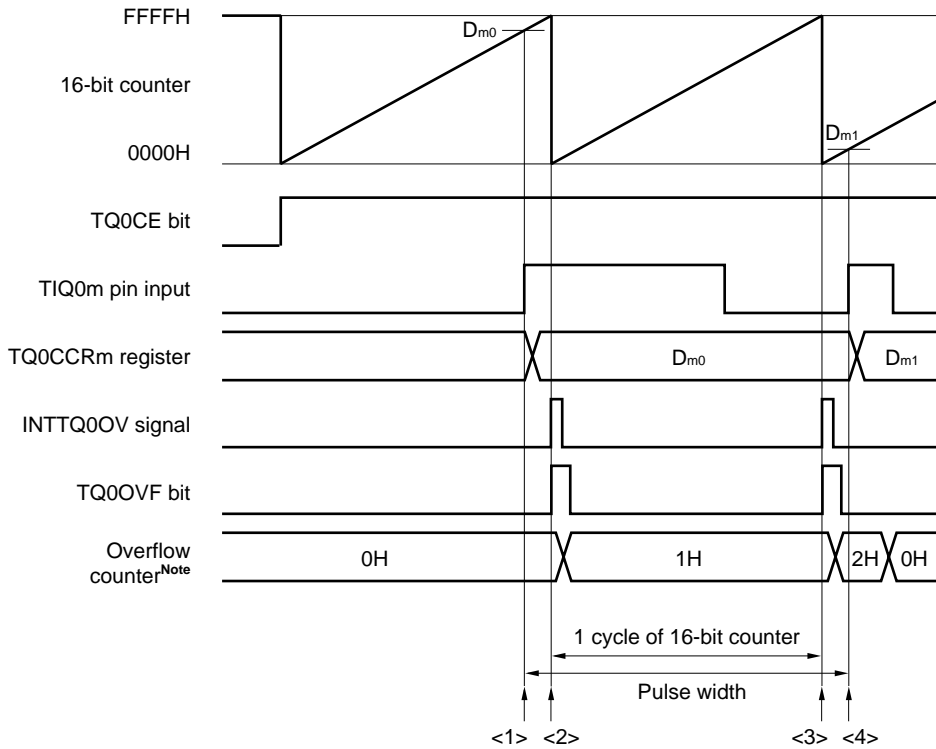 FFFFH
Dm0
16-bit counter
Dm1
0000H
TQ0CE bit
TIQ0m pin input
TQ0CCRm register
Dm0
Dm1
INTTQ0OV signal
TQ0OVF bit
Overflow
counterNote
0H
1H
2H
0H
1 cycle of 16-bit counter
Pulse width
<1> <2> <3> <4>